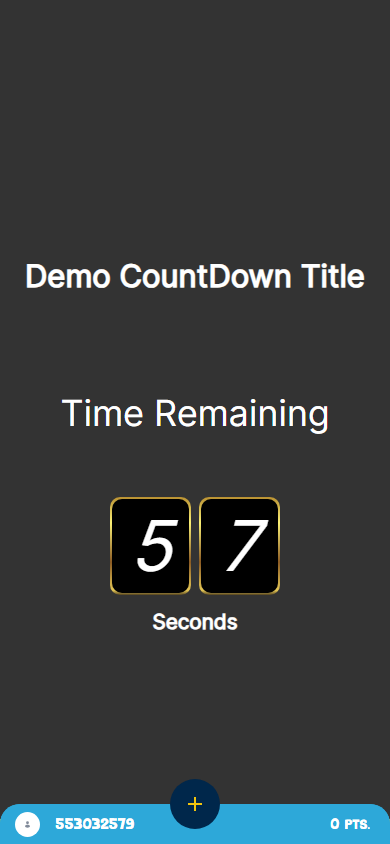 Demo CountDown Title
Time Remaining
5 7
Seconds
553032579 0 PTS.